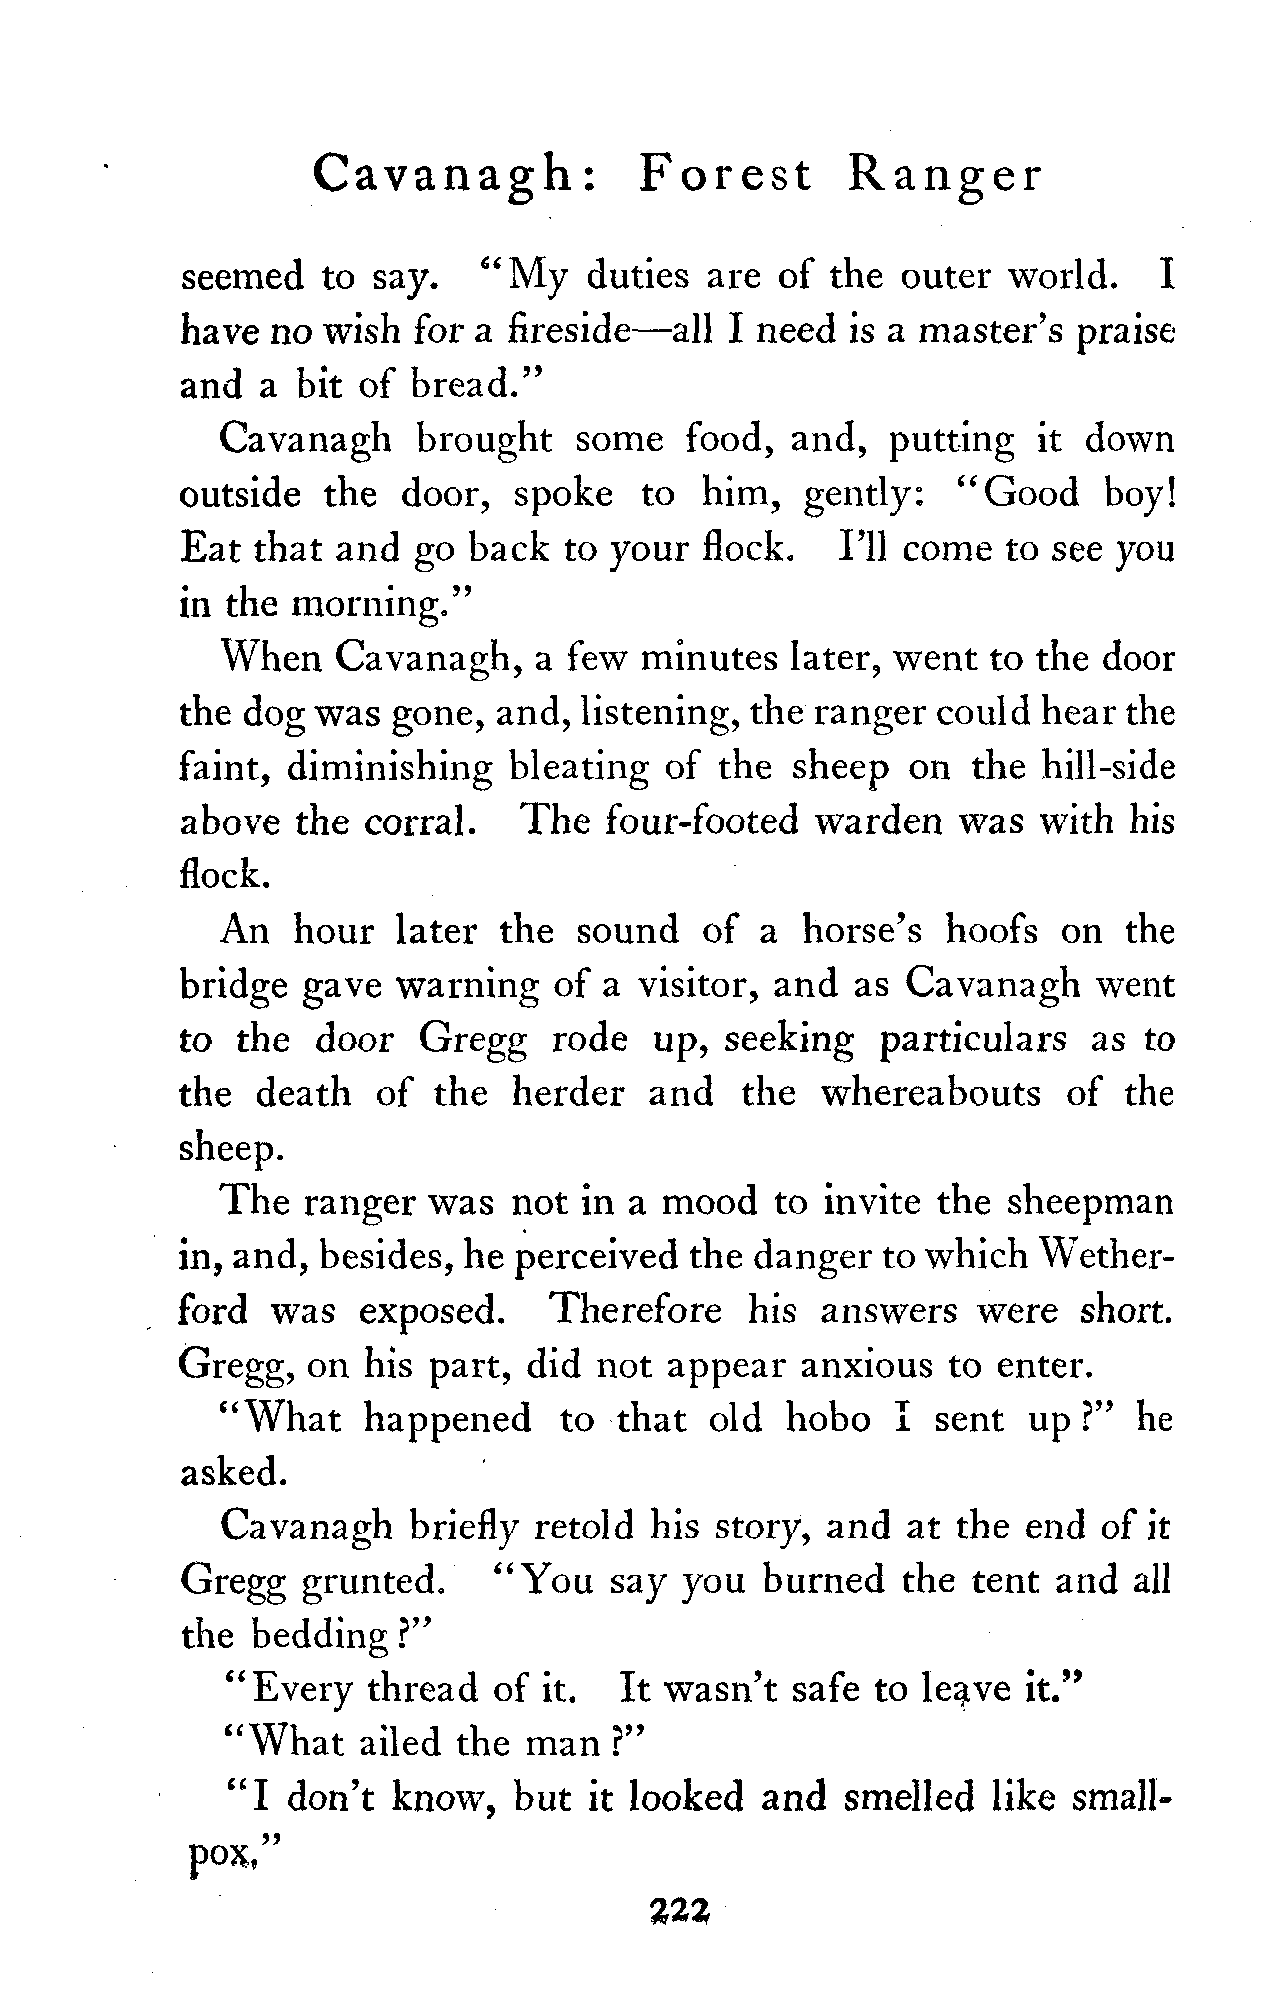 Cavanagh: Forest Ranger
seemed to say. "My duties are of the outer world. I
have no wish for a fireside—all I need is a master's praise
and a bit of bread."
Cavanagh brought some food, and, putting it down
outside the door, spoke to him, gently: "Good boy!
Eat that and go back to your flock. I'll come to see you
in the morning."
When Cavanagh, a few minutes later, went to the door
the dog was gone, and, listening, the ranger could hear the
faint, diminishing bleating of the sheep on the hill-side
above the corral. The four-footed warden was with his
flock.
An hour later the sound of a horse's hoofs on the
bridge gave warning of a visitor, and as Cavanagh went
to the door Gregg rode up, seeking particulars as to
the death of the herder and the whereabouts of the
sheep.
The ranger was not in a mood to invite the sheepman
in, and, besides, he perceived the danger to which Wether-
ford was exposed. Therefore his answers were short.
Gregg, on his part, did not appear anxious to enter.
"What happened to that old hobo I sent up?" he
asked.
Cavanagh briefly retold his story, and at the end of it
Gregg grunted. "You say you burned the tent and all
the bedding?"
"Every thread of it. It wasn't safe to leave it."
"What ailed the man?"
"I don't know, but it looked and smelled like small-
pox."
222